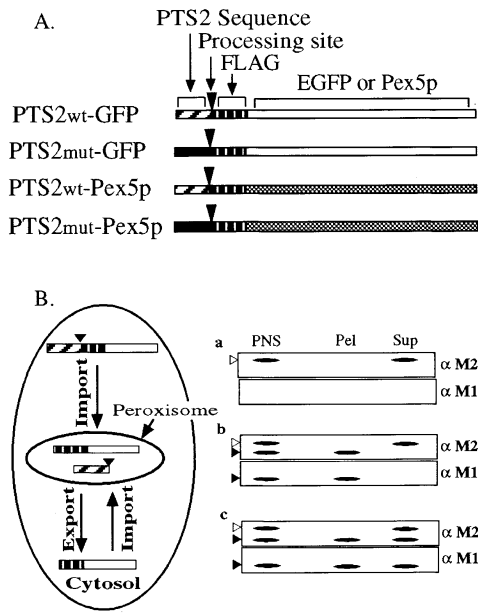 A.
PTS2 Sequence
Processing site
FLAG
EGFP or Pex5p
PTS2wt-GFP
PTS2mut-GFP
PTS2wt-Pex5p
PTS2mut-Pex5p
B.
Import
Peroxisome
Export
Import
Cytosol
PNS Pel Sup
a
α M2
α M1
b
α M2
α M1
c
α M2
α M1